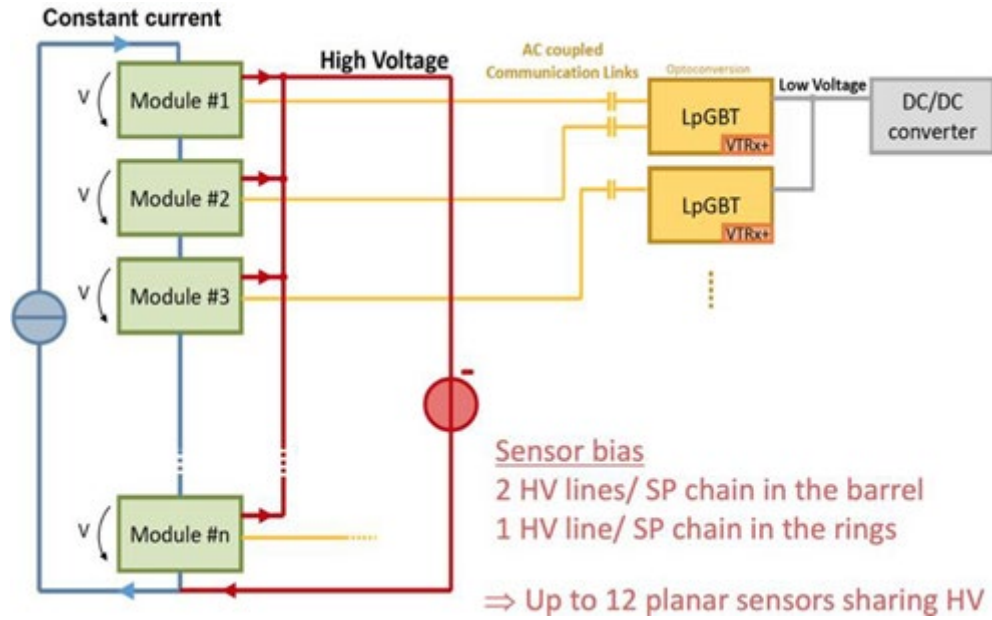 Constant current
High Voltage
AC coupled
Communication Links
Optoconversion
Low Voltage
V
Module #1
LpGBT
VTRx+
DC/DC
converter
V
Module #2
LpGBT
VTRx+
V
Module #3
-
Sensor bias
2 HV lines/ SP chain in the barrel
1 HV line/ SP chain in the rings
V
Module #n
⇒ Up to 12 planar sensors sharing HV